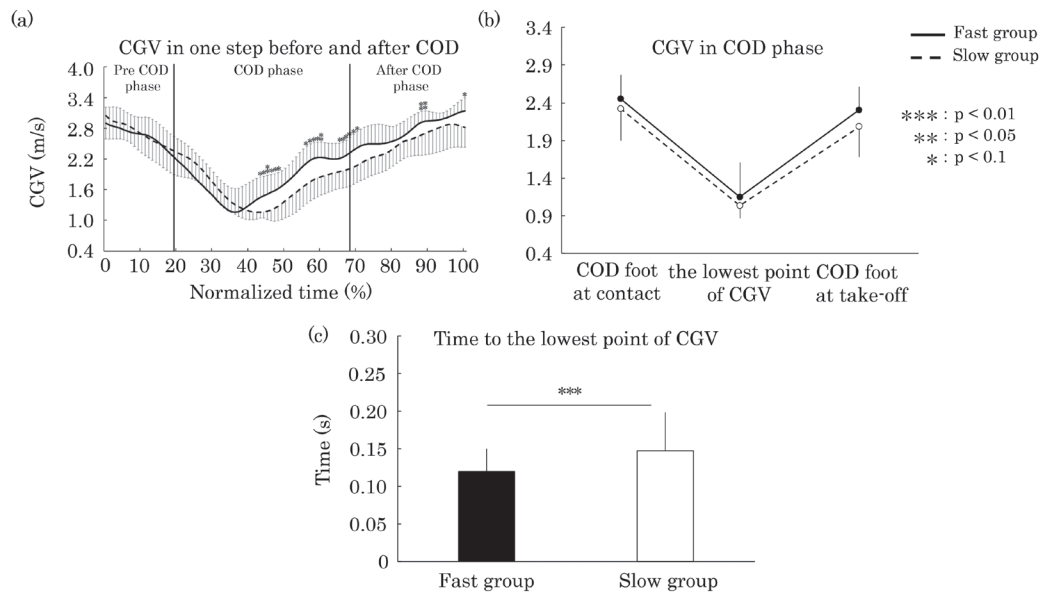 (a)
CGV in one step before and after COD
Pre COD
phase
COD phase
After COD
phase
CGV (m/s)
4.0
3.4
2.8
2.2
1.6
1.0
0.4
0 10 20 30 40 50 60 70 80 90 100
Normalized time (%)
(b)
CGV in COD phase
3.4
2.9
2.4
1.9
1.4
0.9
0.4
COD foot
at contact
the lowest point
of CGV
COD foot
at take-off
Fast group
Slow group
*** : p < 0.01
** : p < 0.05
* : p < 0.1
(c)
Time to the lowest point of CGV
Time (s)
0.30
0.25
0.20
0.15
0.10
0.05
0
***
Fast group
Slow group